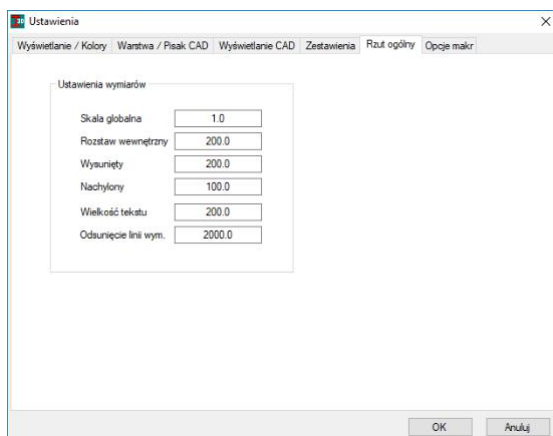 Ustawienia
Wyświetlanie / Kolory Warstwa / Pisak CAD Wyświetlanie CAD Zestawienia Rzut ogólny Opcje makr
Ustawienia wymiarów
Skala globalna 1.0
Rozstaw wewnętrzny 200.0
Wysunięty 200.0
Nachylony 100.0
Wielkość tekstu 200.0
Odsunięcie linii wym. 2000.0
OK Anuluj